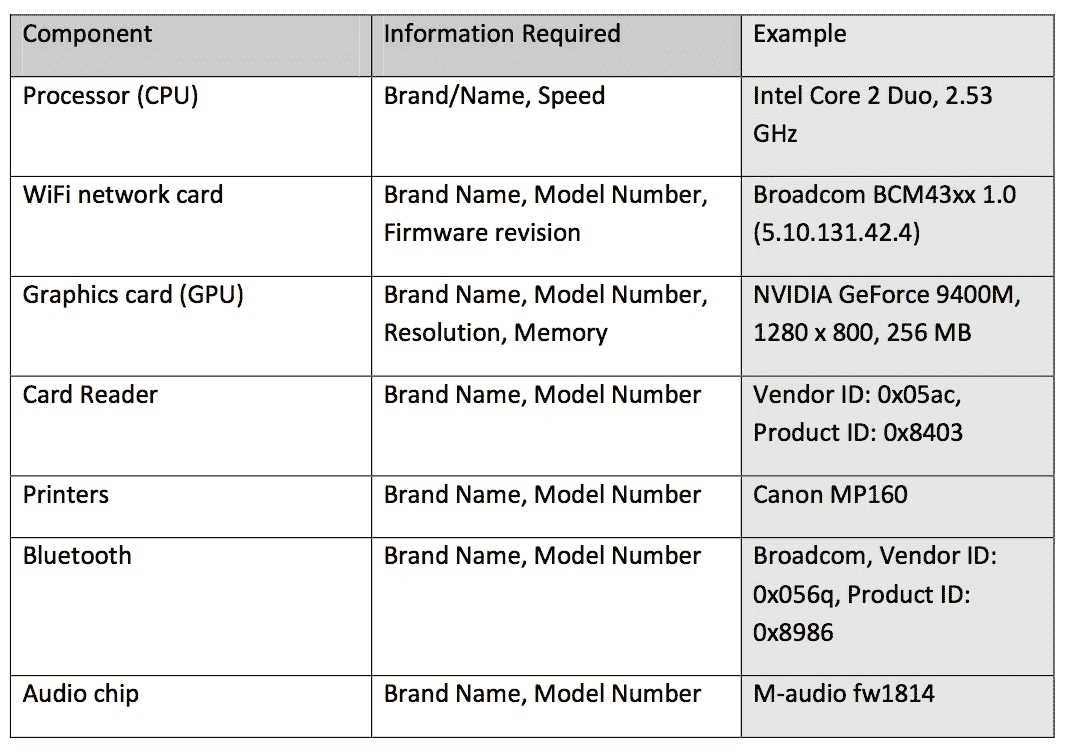 Component Information Required Example
Processor (CPU) Brand/Name, Speed Intel Core 2 Duo, 2.53
GHz
WiFi network card Brand Name, Model Number, Broadcom BCM43xx 1.0
Firmware revision (5.10.131.42.4)
Graphics card (GPU) Brand Name, Model Number, NVIDIA GeForce 9400M,
Resolution, Memory 1280 x 800, 256 MB
Card Reader Brand Name, Model Number Vendor ID: 0x05ac,
Product ID: 0x8403
Printers Brand Name, Model Number Canon MP160
Bluetooth Brand Name, Model Number Broadcom, Vendor ID:
0x056q, Product ID:
0x8986
Audio chip Brand Name, Model Number M-audio fw1814